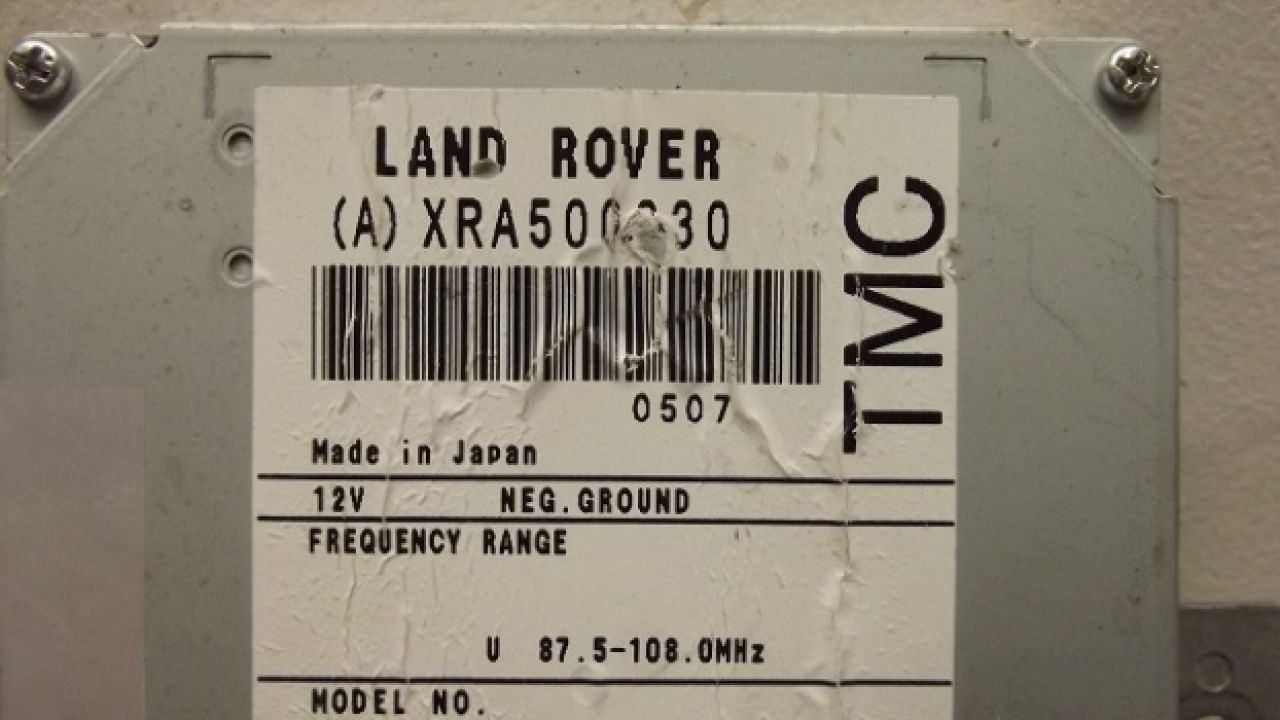 LAND ROVER
(A)
0507
Made in Japan
12V NEG.GROUND
FREQUENCY RANGE
U 87.5-108.0MHz
MODEL NO.
TMC